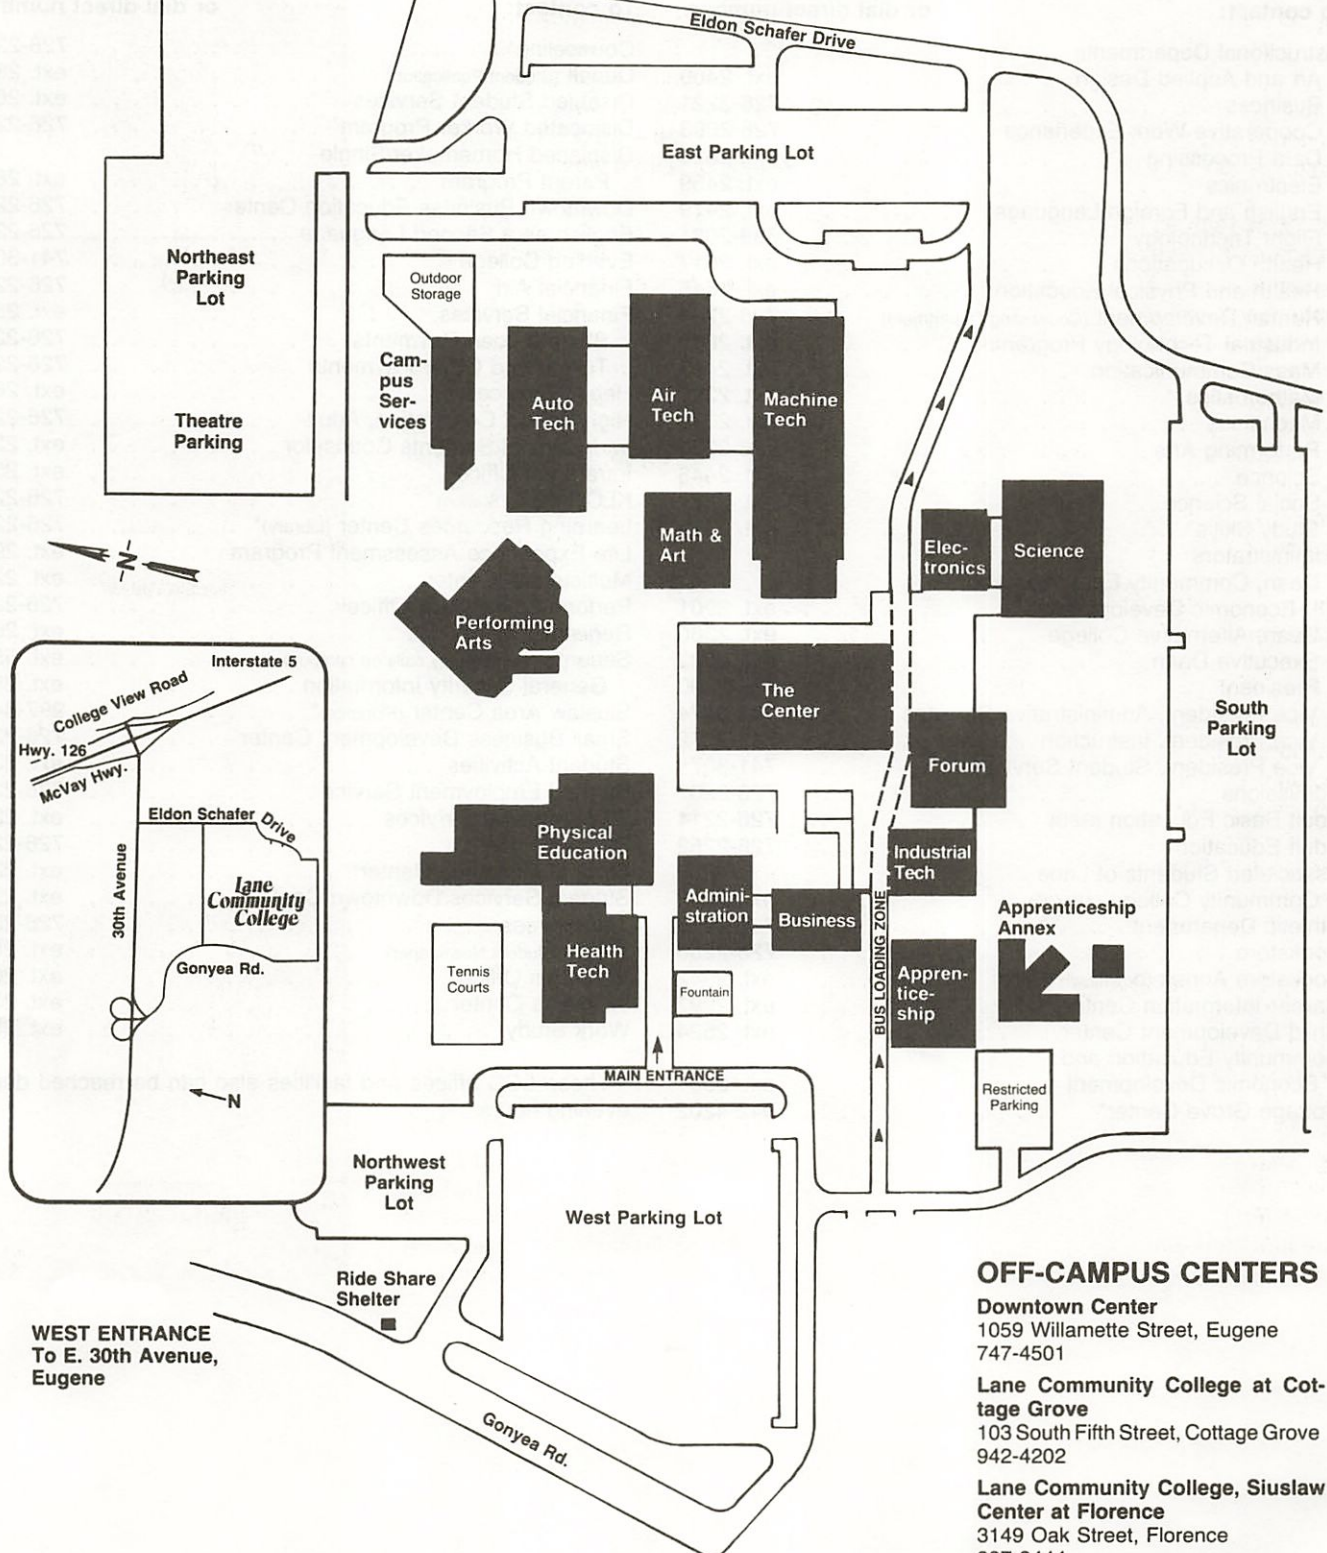 Eldon Schafer Drive
East Parking Lot
Northeast
Parking
Lot
Outdoor
Storage
Theatre
Parking
Cam-
pus
Ser-
vices
Auto
Tech
Air
Tech
Machine
Tech
Math &
Art
Elec-
tronics
Science
-N-
Performing
Arts
The
Center
Forum
South
Parking
Lot
Interstate 5
College View Road
Hwy. 126
McVay Hwy.
Eldon Schafer Drive
30th Avenue
Lane
Community
College
Gonyea Rd.
N
Physical
Education
Industrial
Tech
Admini-
stration
Business
BUS LOADING ZONE
Apprenticeship
Annex
Health
Tech
Tennis
Courts
Fountain
Appren-
tice-
ship
MAIN ENTRANCE
Restricted
Parking
Northwest
Parking
Lot
West Parking Lot
Ride Share
Shelter
WEST ENTRANCE
To E. 30th Avenue,
Eugene
Gonyea Rd.
OFF-CAMPUS CENTERS
Downtown Center
1059 Willamette Street, Eugene
747-4501
Lane Community College at Cot-
tage Grove
103 South Fifth Street, Cottage Grove
942-4202
Lane Community College, Siuslaw
Center at Florence
3149 Oak Street, Florence